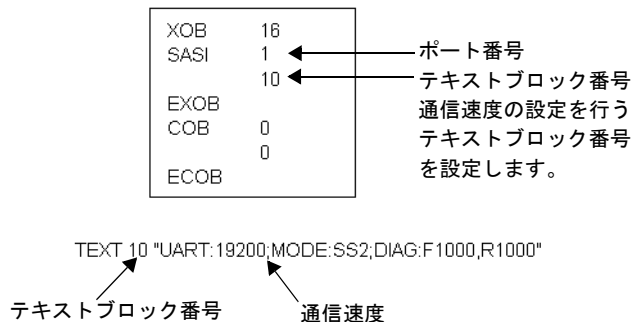 XOB 16
SASI 1
ポート番号
10
テキストブロック番号
通信速度の設定を行う
テキストブロック番号
を設定します。
EXOB
COB 0
0
ECOB
TEXT 10 "UART:19200;MODE:SS2;DIAG:F1000,R1000"
テキストブロック番号
通信速度